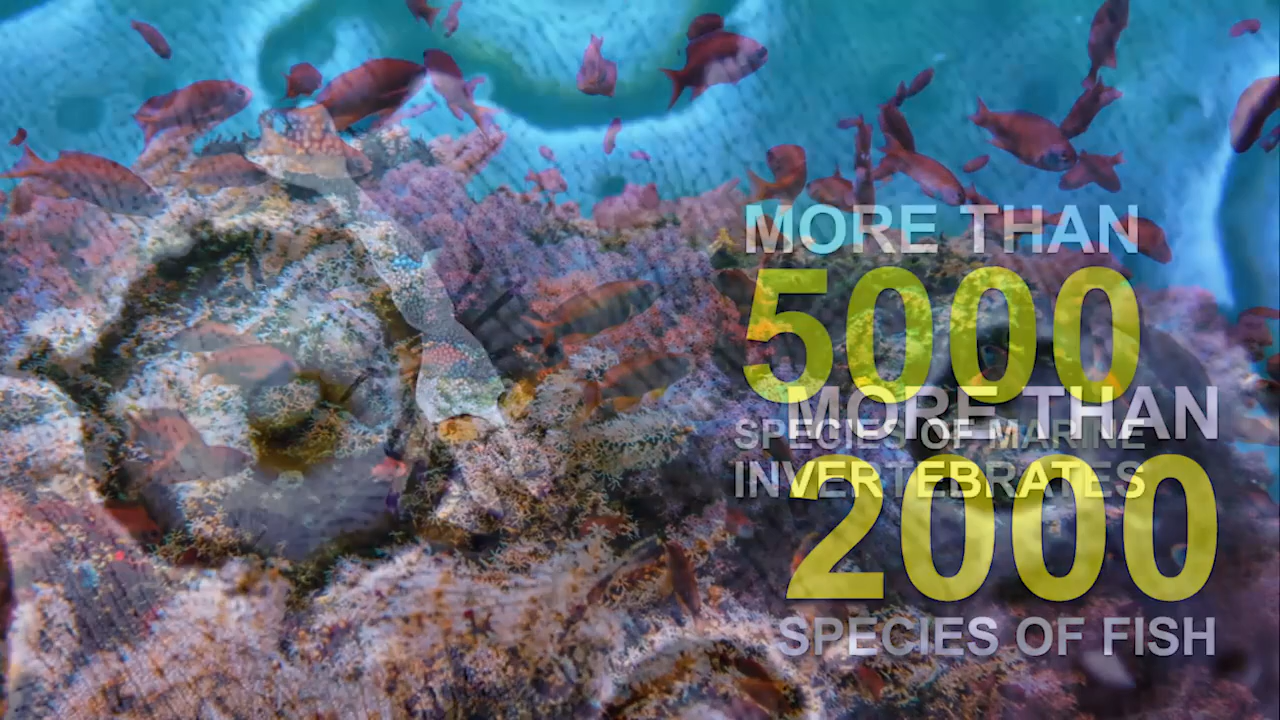 MORE THAN
5000
SPECIES OF MARINE
INVERTEBRATES
MORE THAN
2000
SPECIES OF FISH